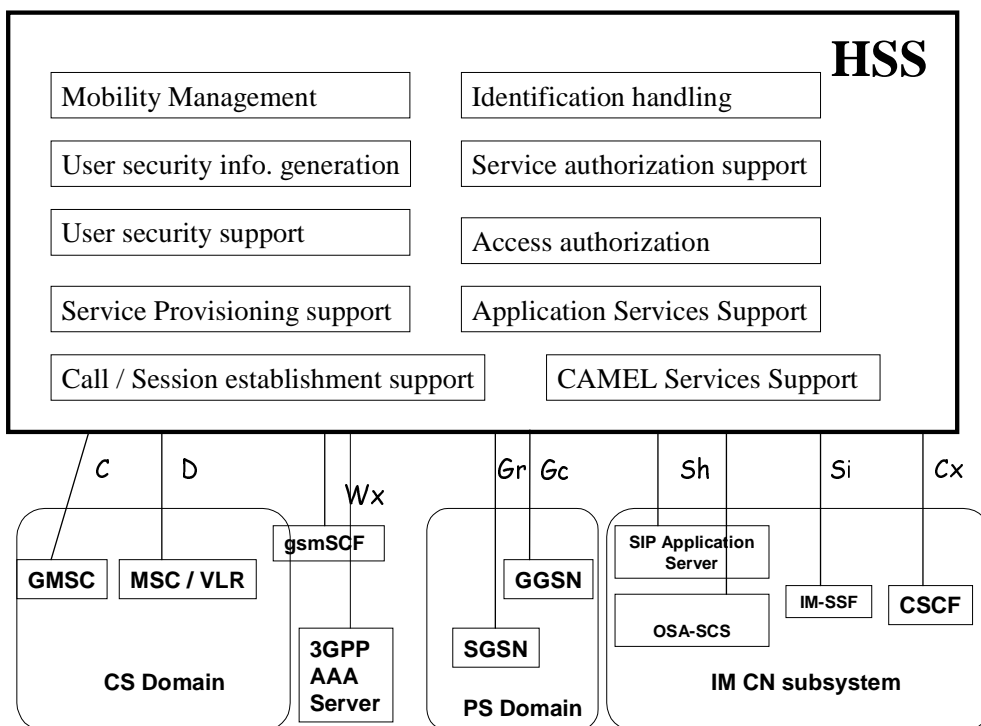 HSS
Mobility Management
Identification handling
User security info. generation
Service authorization support
User security support
Access authorization
Service Provisioning support
Application Services Support
Call / Session establishment support
CAMEL Services Support
C
D
Wx
Gr
Gc
Sh
Si
Cx
gsmSCF
SIP Application
Server
GMSC
MSC / VLR
GGSN
IM-SSF
CSCF
OSA-SCS
3GPP
AAA
Server
SGSN
CS Domain
PS Domain
IM CN subsystem